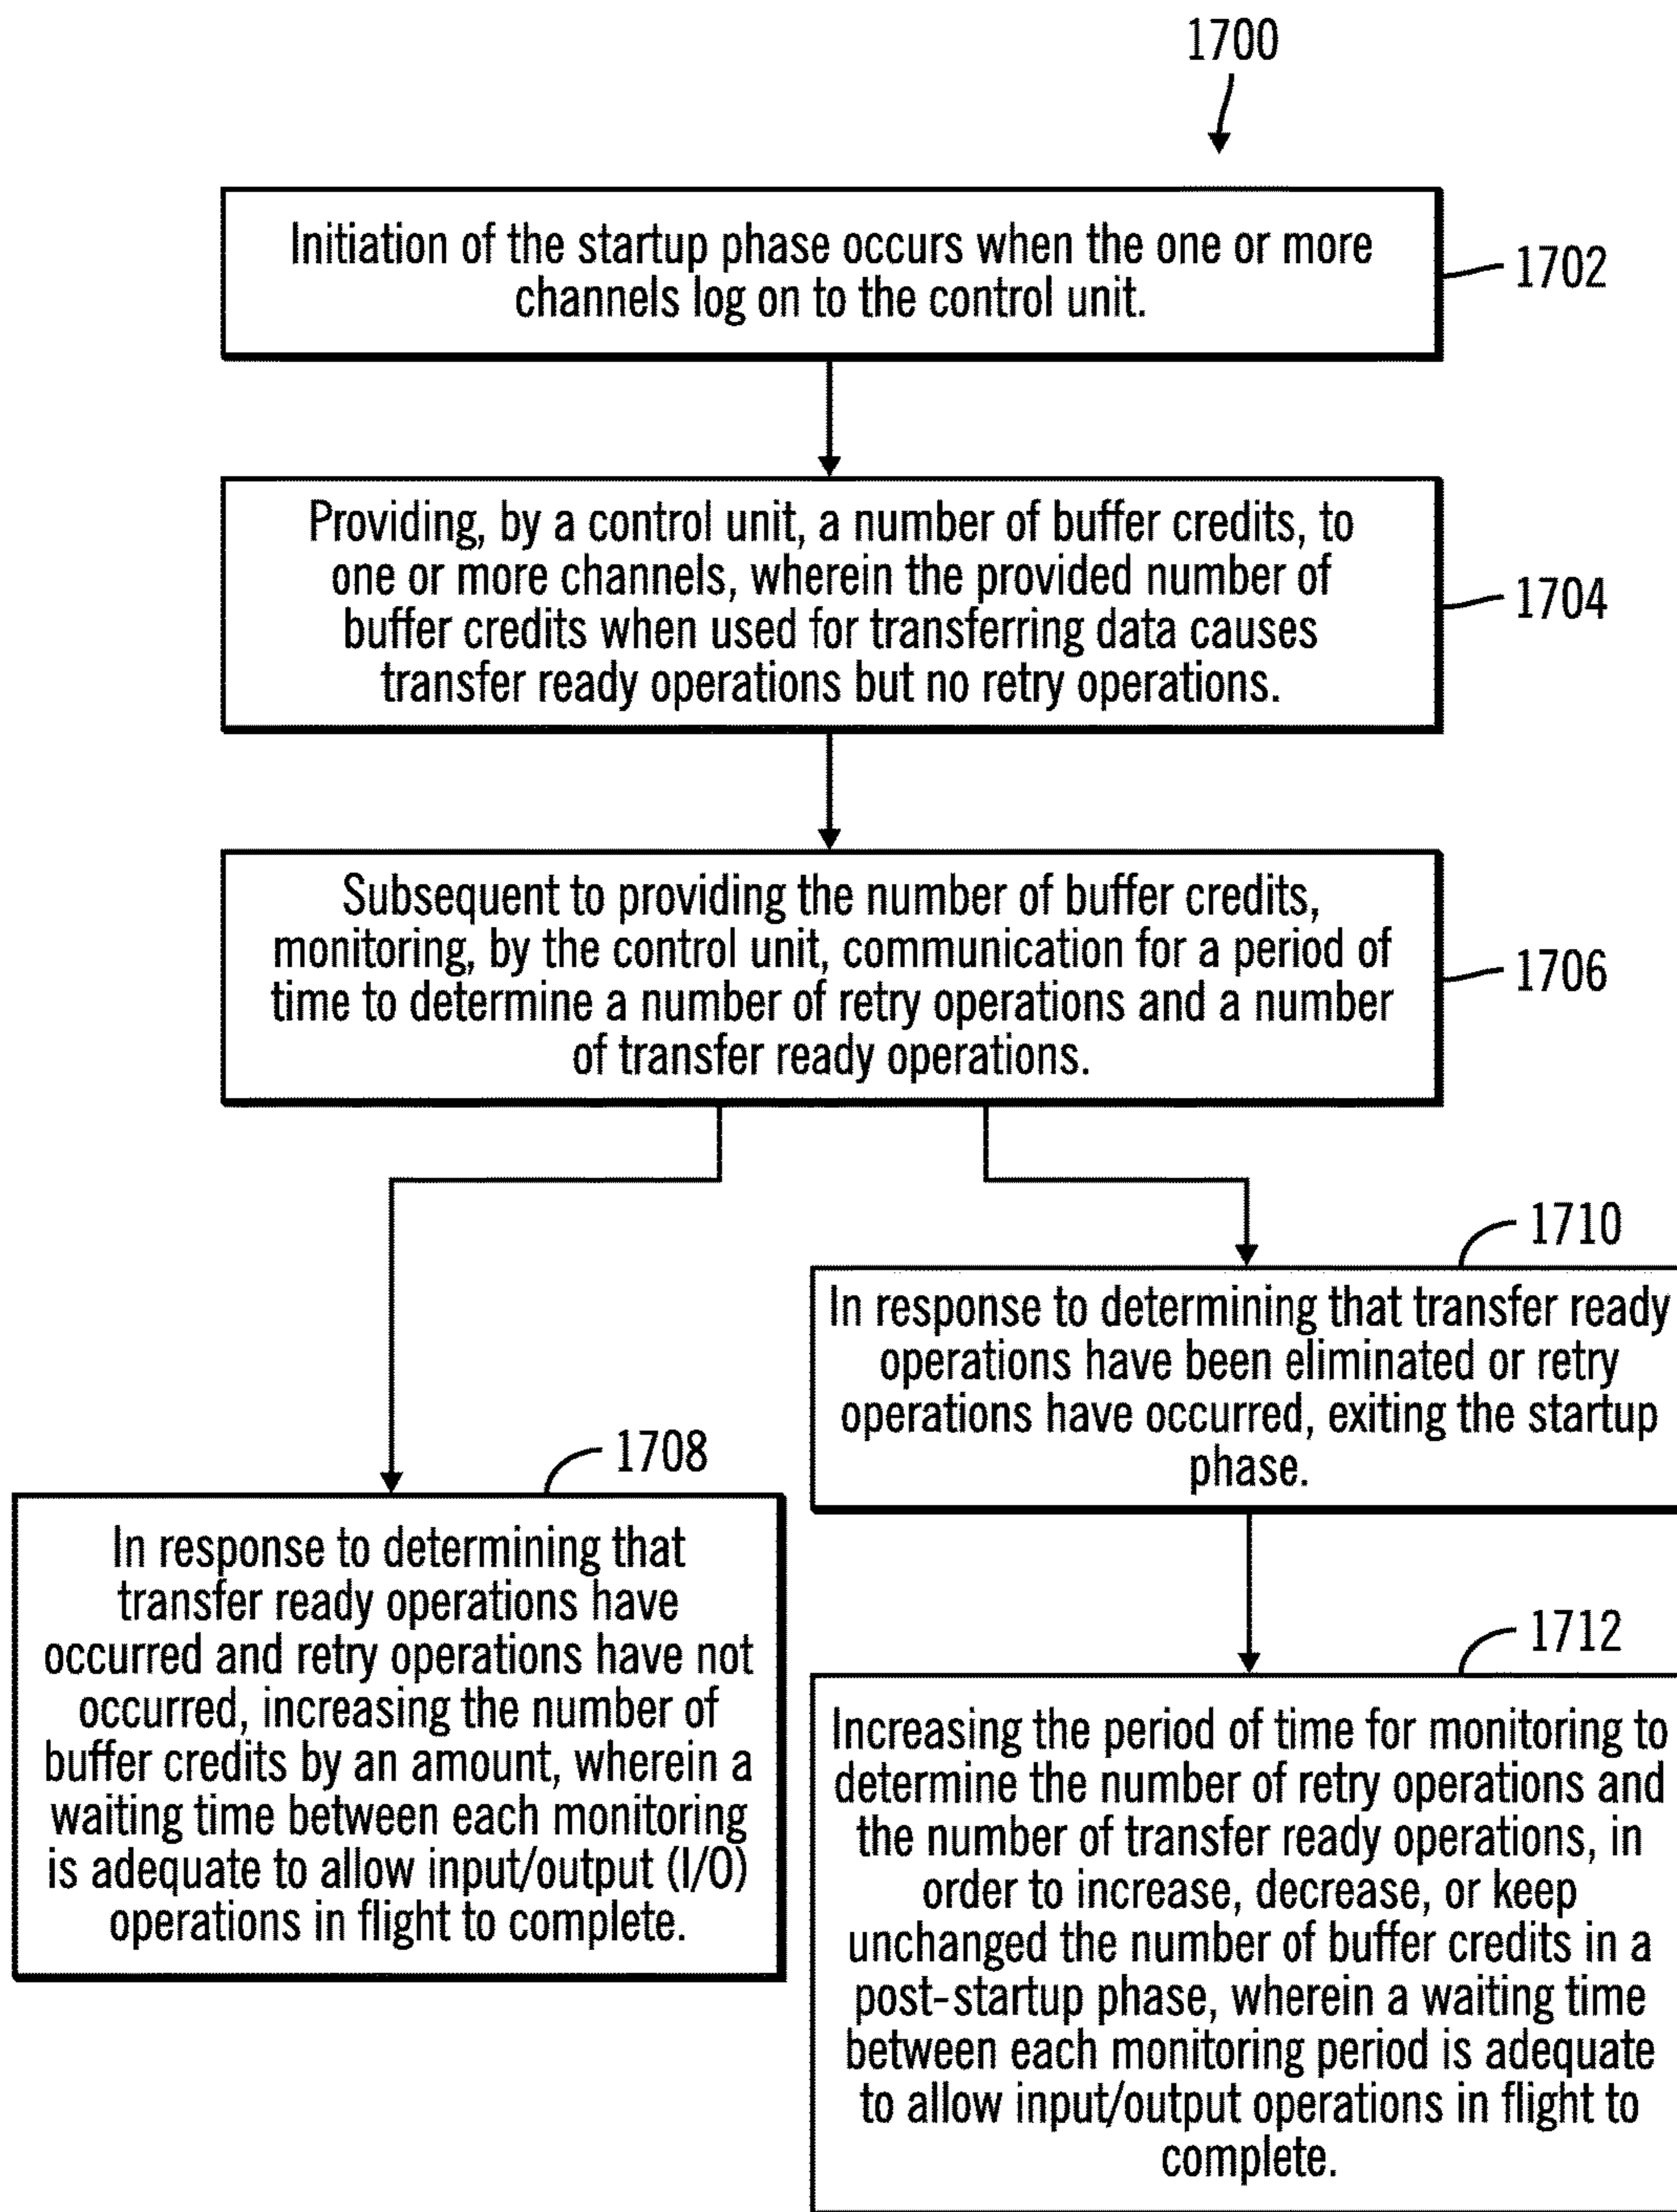 1700
Initiation of the startup phase occurs when the one or more
channels log on to the control unit.
1702
Providing, by a control unit, a number of buffer credits, to
one or more channels, wherein the provided number of
buffer credits when used for transferring data causes
transfer ready operations but no retry operations.
1704
Subsequent to providing the number of buffer credits,
monitoring, by the control unit, communication for a period of
time to determine a number of retry operations and a number
of transfer ready operations.
1706
1708
In response to determining that
transfer ready operations have
occurred and retry operations have not
occurred, increasing the number of
buffer credits by an amount, wherein a
waiting time between each monitoring
is adequate to allow input/output (I/O)
operations in flight to complete.
1710
In response to determining that transfer ready
operations have been eliminated or retry
operations have occurred, exiting the startup
phase.
1712
Increasing the period of time for monitoring to
determine the number of retry operations and
the number of transfer ready operations, in
order to increase, decrease, or keep
unchanged the number of buffer credits in a
post-startup phase, wherein a waiting time
between each monitoring period is adequate
to allow input/output operations in flight to
complete.